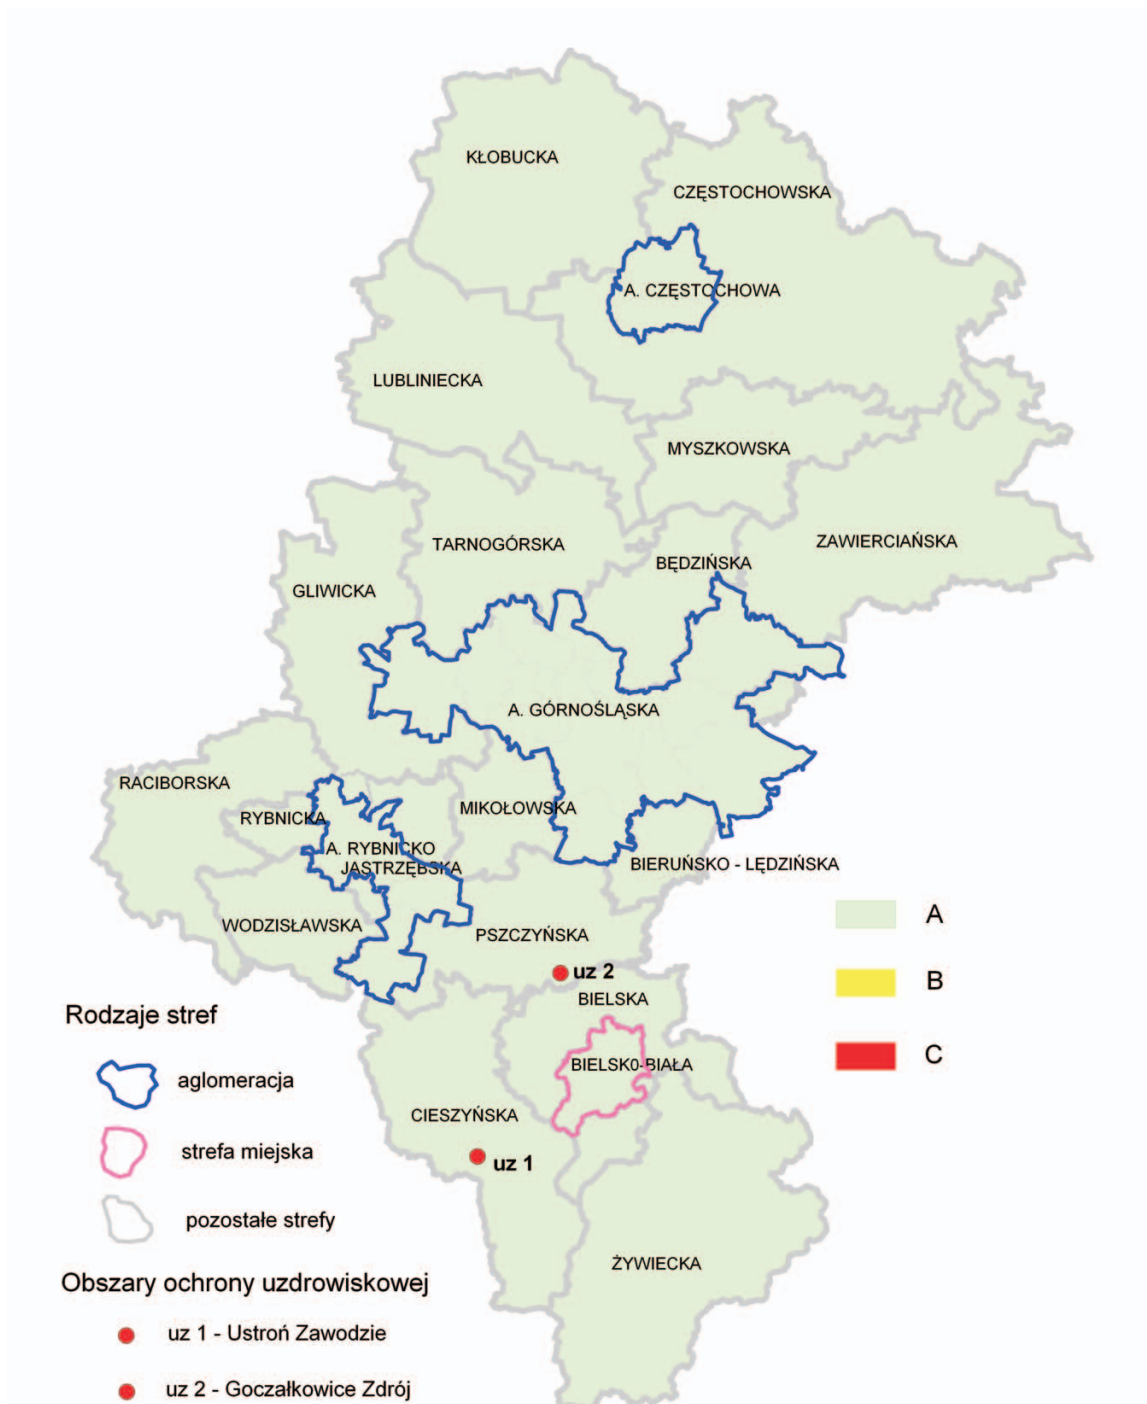 KŁOBUCKA
CZĘSTOCHOWSKA
A. CZĘSTOCHOWA
LUBLINIECKA
MYSZKOWSKA
TARNOGÓRSKA
ZAWIERCIAŃSKA
BĘDZIŃSKA
GLIWICKA
A. GÓRNOŚLĄSKA
RACIBORSKA
MIKOŁOWSKA
RYBNICKA
A. RYBNICKO
JASTRZĘBSKA
BIERUŃSKO - LĘDZIŃSKA
WODZISŁAWSKA
PSZCZYŃSKA
uz 2
BIELSKA
BIELSK0-BIAŁA
CIESZYŃSKA
uz 1
ŻYWIECKA
A
B
C
Rodzaje stref
aglomeracja
strefa miejska
pozostałe strefy
Obszary ochrony uzdrowiskowej
uz 1 - Ustroń Zawodzie
uz 2 - Goczałkowice Zdrój